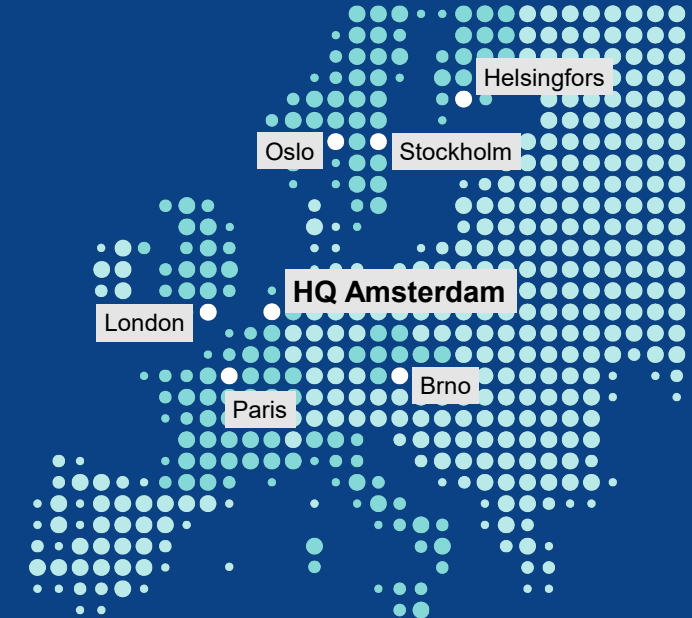 Helsingfors
Oslo
Stockholm
HQ Amsterdam
London
Brno
Paris